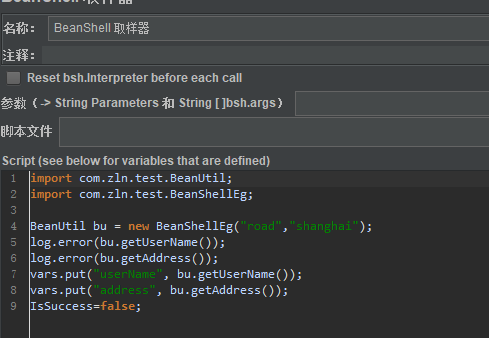 名称： BeanShell 取样器
注释：
Reset bsh.Interpreter before each call
参数（-> String Parameters 和 String [ ]bsh.args）
脚本文件
Script (see below for variables that are defined)
1 import com.zln.test.BeanUtil;
2 import com.zln.test.BeanShellEg;
3
4 BeanUtil bu = new BeanShellEg("road","shanghai");
5 log.error(bu.getUserName());
6 log.error(bu.getAddress());
7 vars.put("userName", bu.getUserName());
8 vars.put("address", bu.getAddress());
9 IsSuccess=false;